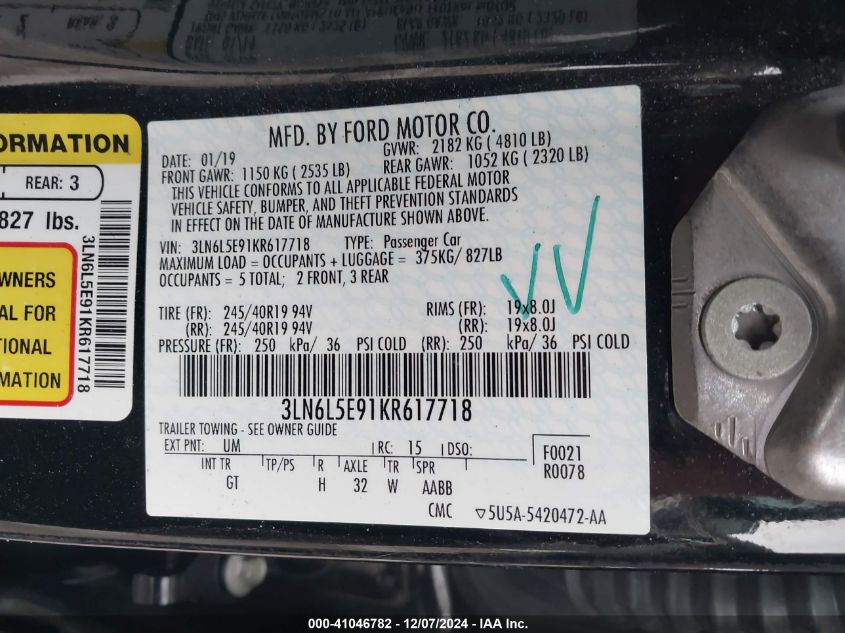 ORMATION
REAR: 3
827 lbs.
WNERS
AL FOR
TIONAL
RMATION
3LN6L5E91KR617718
MFD. BY FORD MOTOR CO.
DATE: 01/19 GVWR: 2182 KG ( 4810 LB)
FRONT GAWR: 1150 KG ( 2535 LB) REAR GAWR: 1052 KG ( 2320 LB)
THIS VEHICLE CONFORMS TO ALL APPLICABLE FEDERAL MOTOR
VEHICLE SAFETY, BUMPER, AND THEFT PREVENTION STANDARDS
IN EFFECT ON THE DATE OF MANUFACTURE SHOWN ABOVE.
VIN: 3LN6L5E91KR617718 TYPE: Passenger Car
MAXIMUM LOAD = OCCUPANTS + LUGGAGE = 375KG/ 827LB
OCCUPANTS = 5 TOTAL; 2 FRONT, 3 REAR
TIRE (FR): 245/40R19 94V RIMS (FR): 19x8.0J
(RR): 245/40R19 94V (RR): 19x8.0J
PRESSURE (FR): 250 kPa/ 36 PSI COLD (RR): 250 kPa/ 36 PSI COLD
3LN6L5E91KR617718
TRAILER TOWING - SEE OWNER GUIDE
EXT PNT: UM RC: 15 DSO: F0021
R0078
INT TR TP/PS R AXLE TR SPR
GT H 32 W AABB
CMC ▽5U5A-5420472-AA
000-41046782 — 12/07/2024 — IAA Inc.